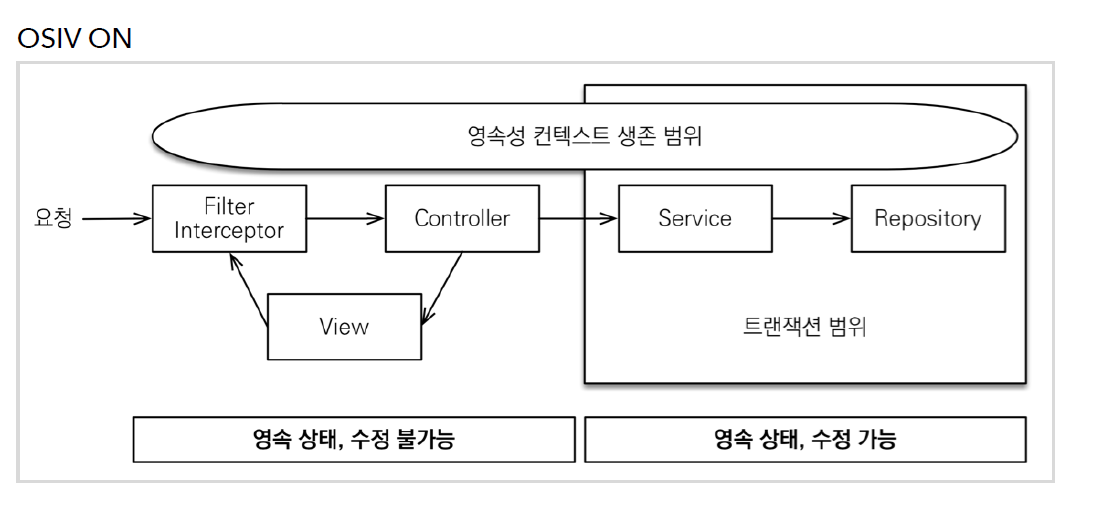 OSIV ON
영속성 컨텍스트 생존 범위
요청
Filter
Interceptor
Controller
Service
Repository
View
트랜잭션 범위
영속 상태, 수정 불가능
영속 상태, 수정 가능